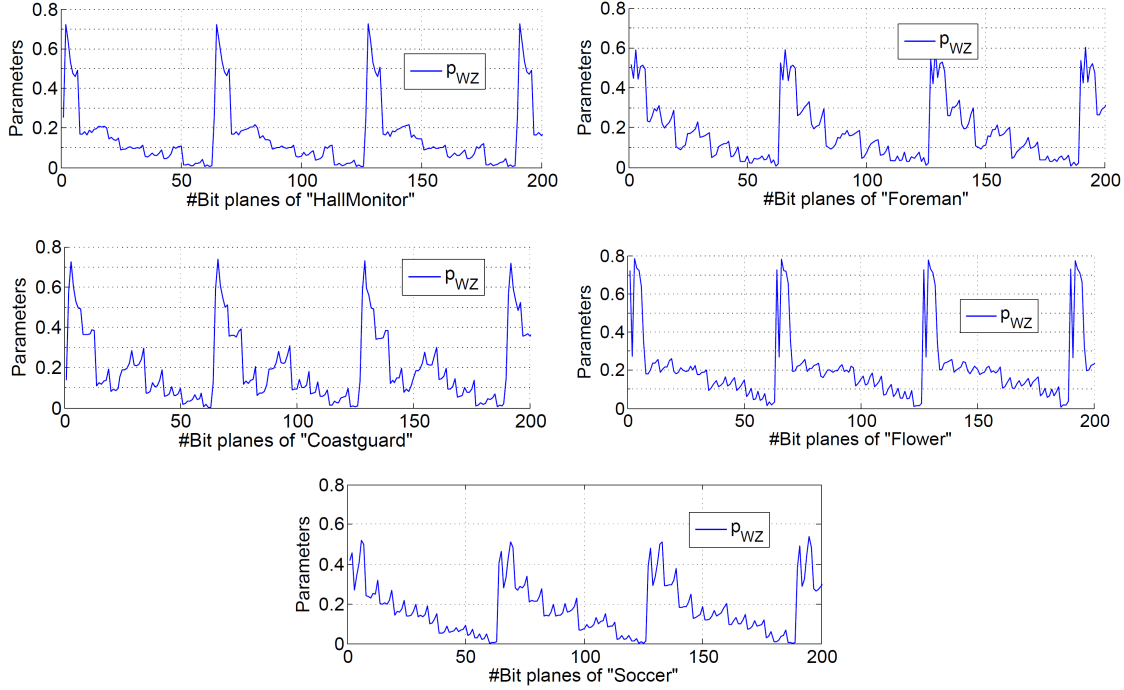 0.8
0.6
0.4
0.2
0
Parameters
p_WZ
0 50 100 150 200
#Bit planes of "HallMonitor"
0.8
0.6
0.4
0.2
0
Parameters
p_WZ
0 50 100 150 200
#Bit planes of "Foreman"
0.8
0.6
0.4
0.2
0
Parameters
p_WZ
0 50 100 150 200
#Bit planes of "Coastguard"
0.8
0.6
0.4
0.2
0
Parameters
p_WZ
0 50 100 150 200
#Bit planes of "Flower"
0.8
0.6
0.4
0.2
0
Parameters
p_WZ
0 50 100 150 200
#Bit planes of "Soccer"